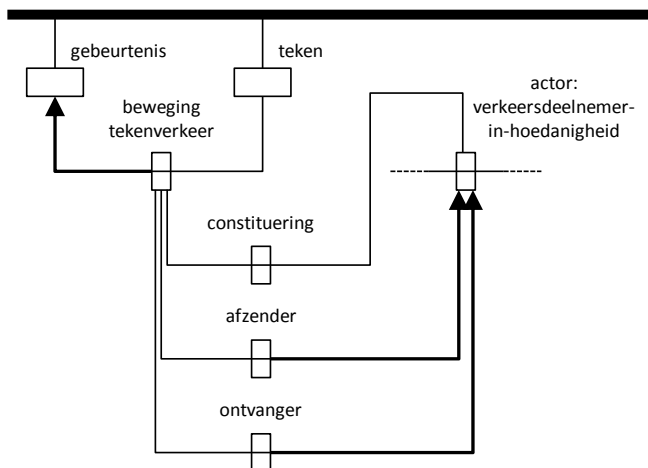 gebeurtenis
teken
actor:
verkeersdeelnemer-
in-hoedanigheid
beweging
tekenverkeer
constituering
afzender
ontvanger